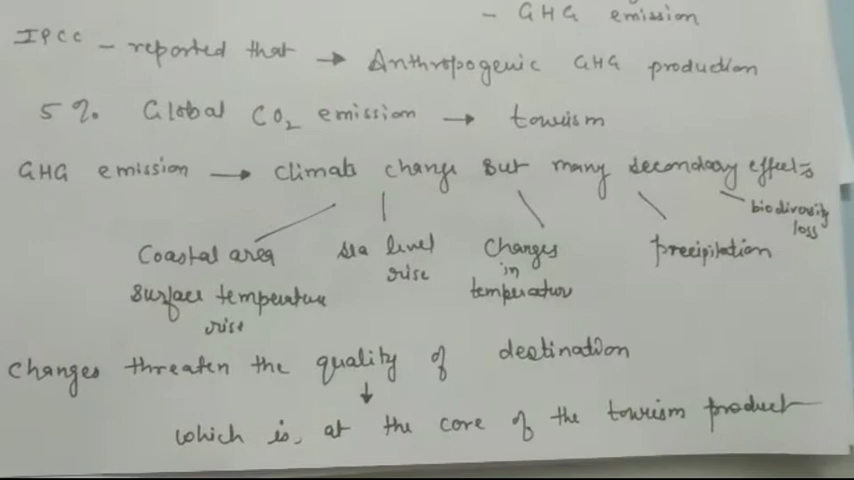 - GHG emission
IPCC - reported that → Anthropogenic GHG production
5 %. Global CO2 emission → tourism
GHG emission → climate change But many secondary effects
biodiversity loss
Coastal area
surface temperature
rise
sea level
rise
Changes
in
temperature
precipitation
Changes threaten the quality of destination
↓
which is, at the core of the tourism product